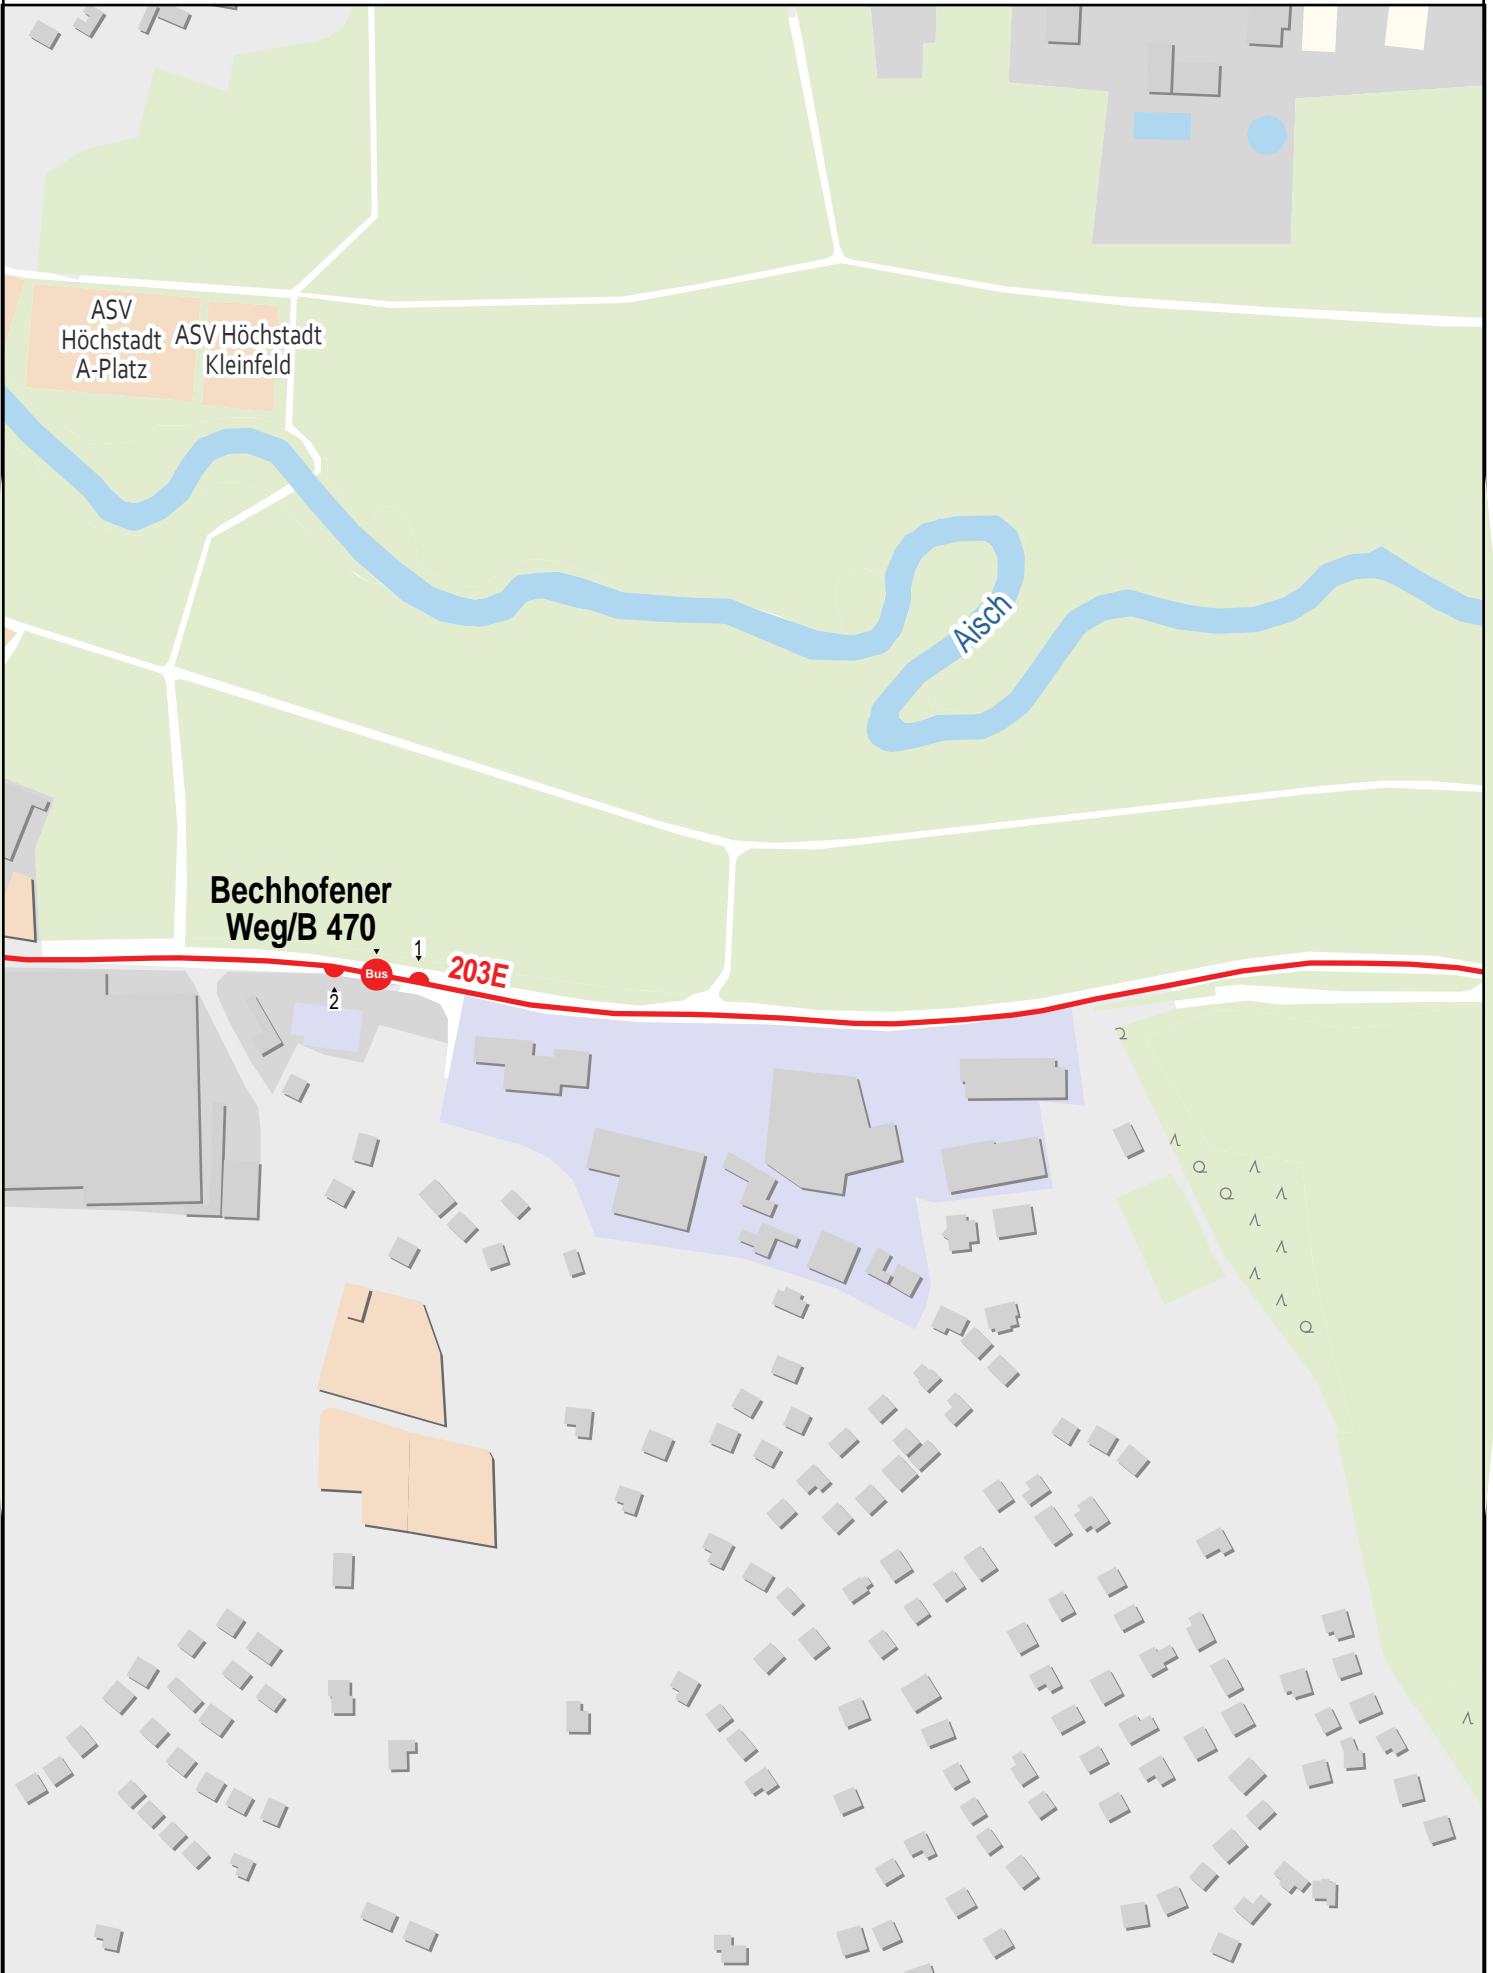 ASV
Höchstadt
A-Platz
ASV Höchstadt
Kleinfeld
Aisch
Bechhofener
Weg/B 470
1
203E
Bus
2